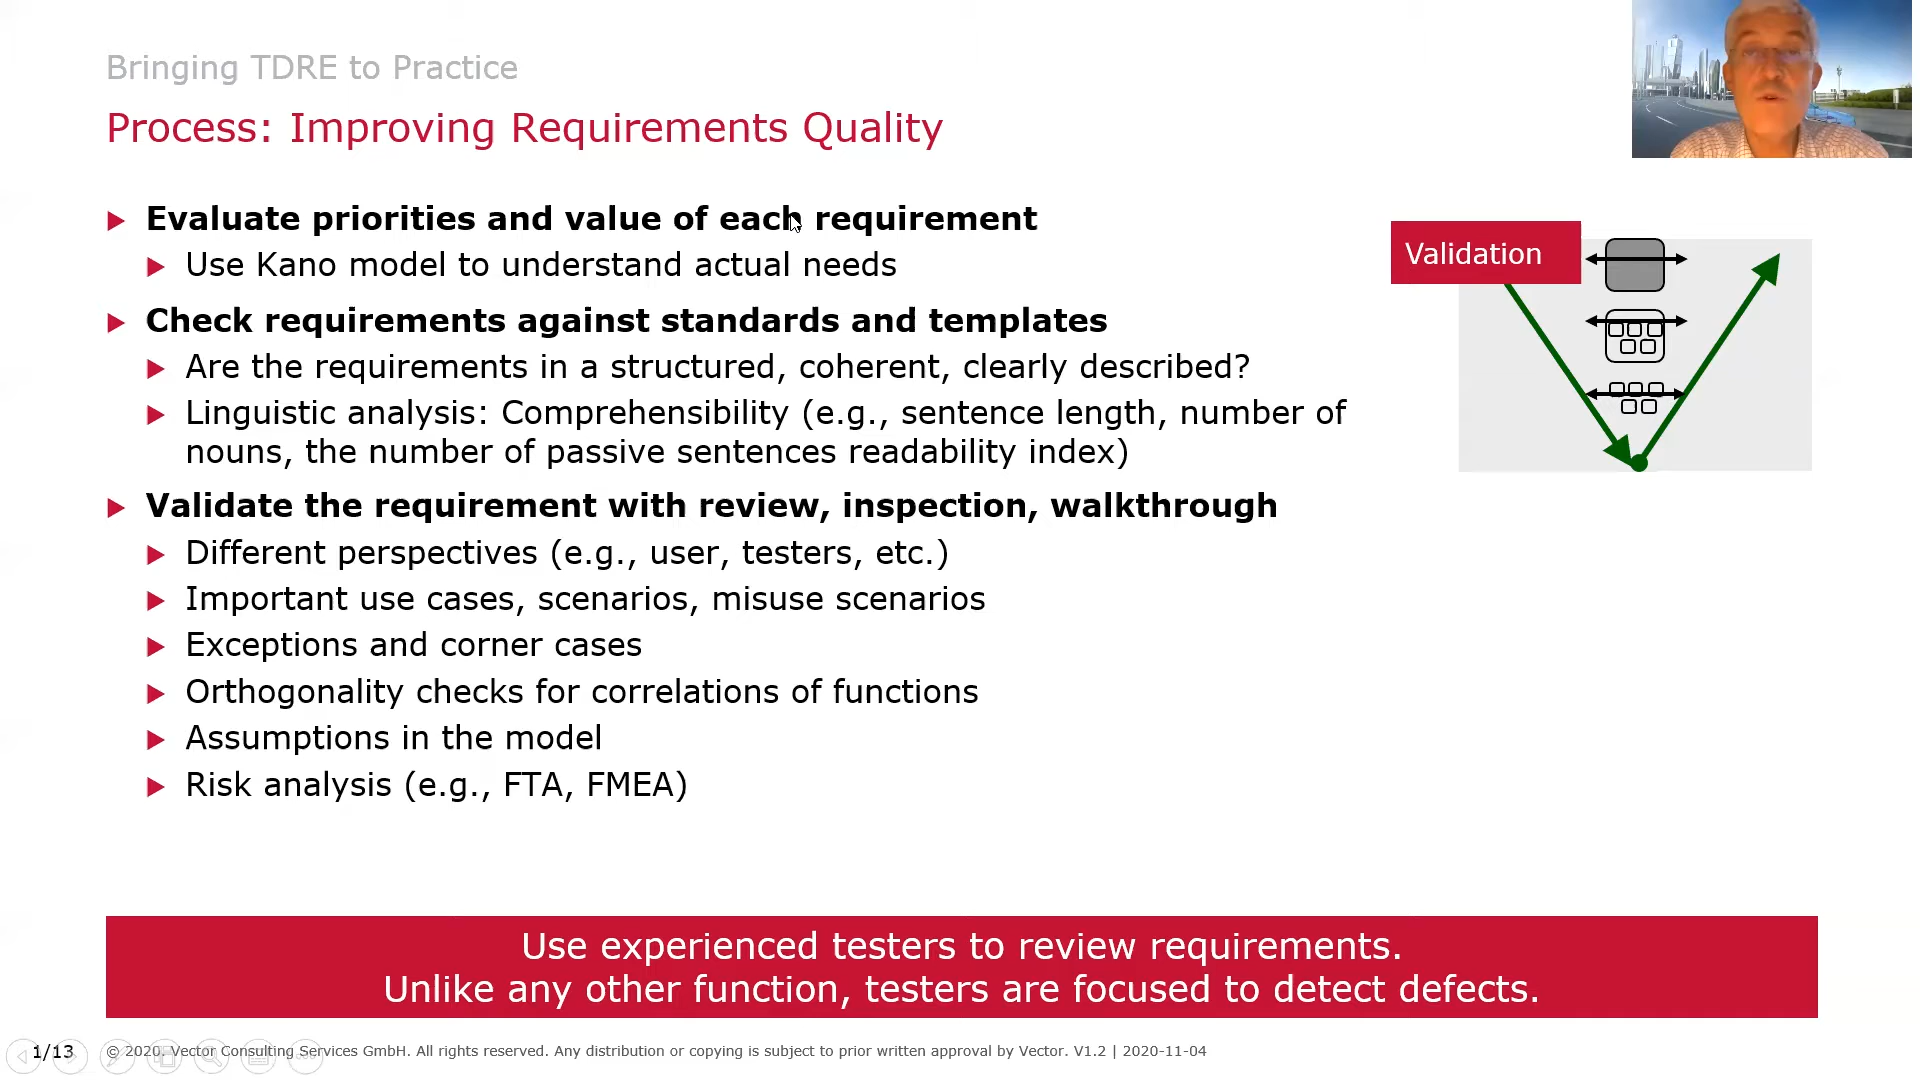 Bringing TDRE to Practice
Process: Improving Requirements Quality
Evaluate priorities and value of each requirement
Use Kano model to understand actual needs
Check requirements against standards and templates
Are the requirements in a structured, coherent, clearly described?
Linguistic analysis: Comprehensibility (e.g., sentence length, number of
nouns, the number of passive sentences readability index)
Validate the requirement with review, inspection, walkthrough
Different perspectives (e.g., user, testers, etc.)
Important use cases, scenarios, misuse scenarios
Exceptions and corner cases
Orthogonality checks for correlations of functions
Assumptions in the model
Risk analysis (e.g., FTA, FMEA)
Validation
Use experienced testers to review requirements.
Unlike any other function, testers are focused to detect defects.
1/13
© 2020. Vector Consulting Services GmbH. All rights reserved. Any distribution or copying is subject to prior written approval by Vector. V1.2 | 2020-11-04